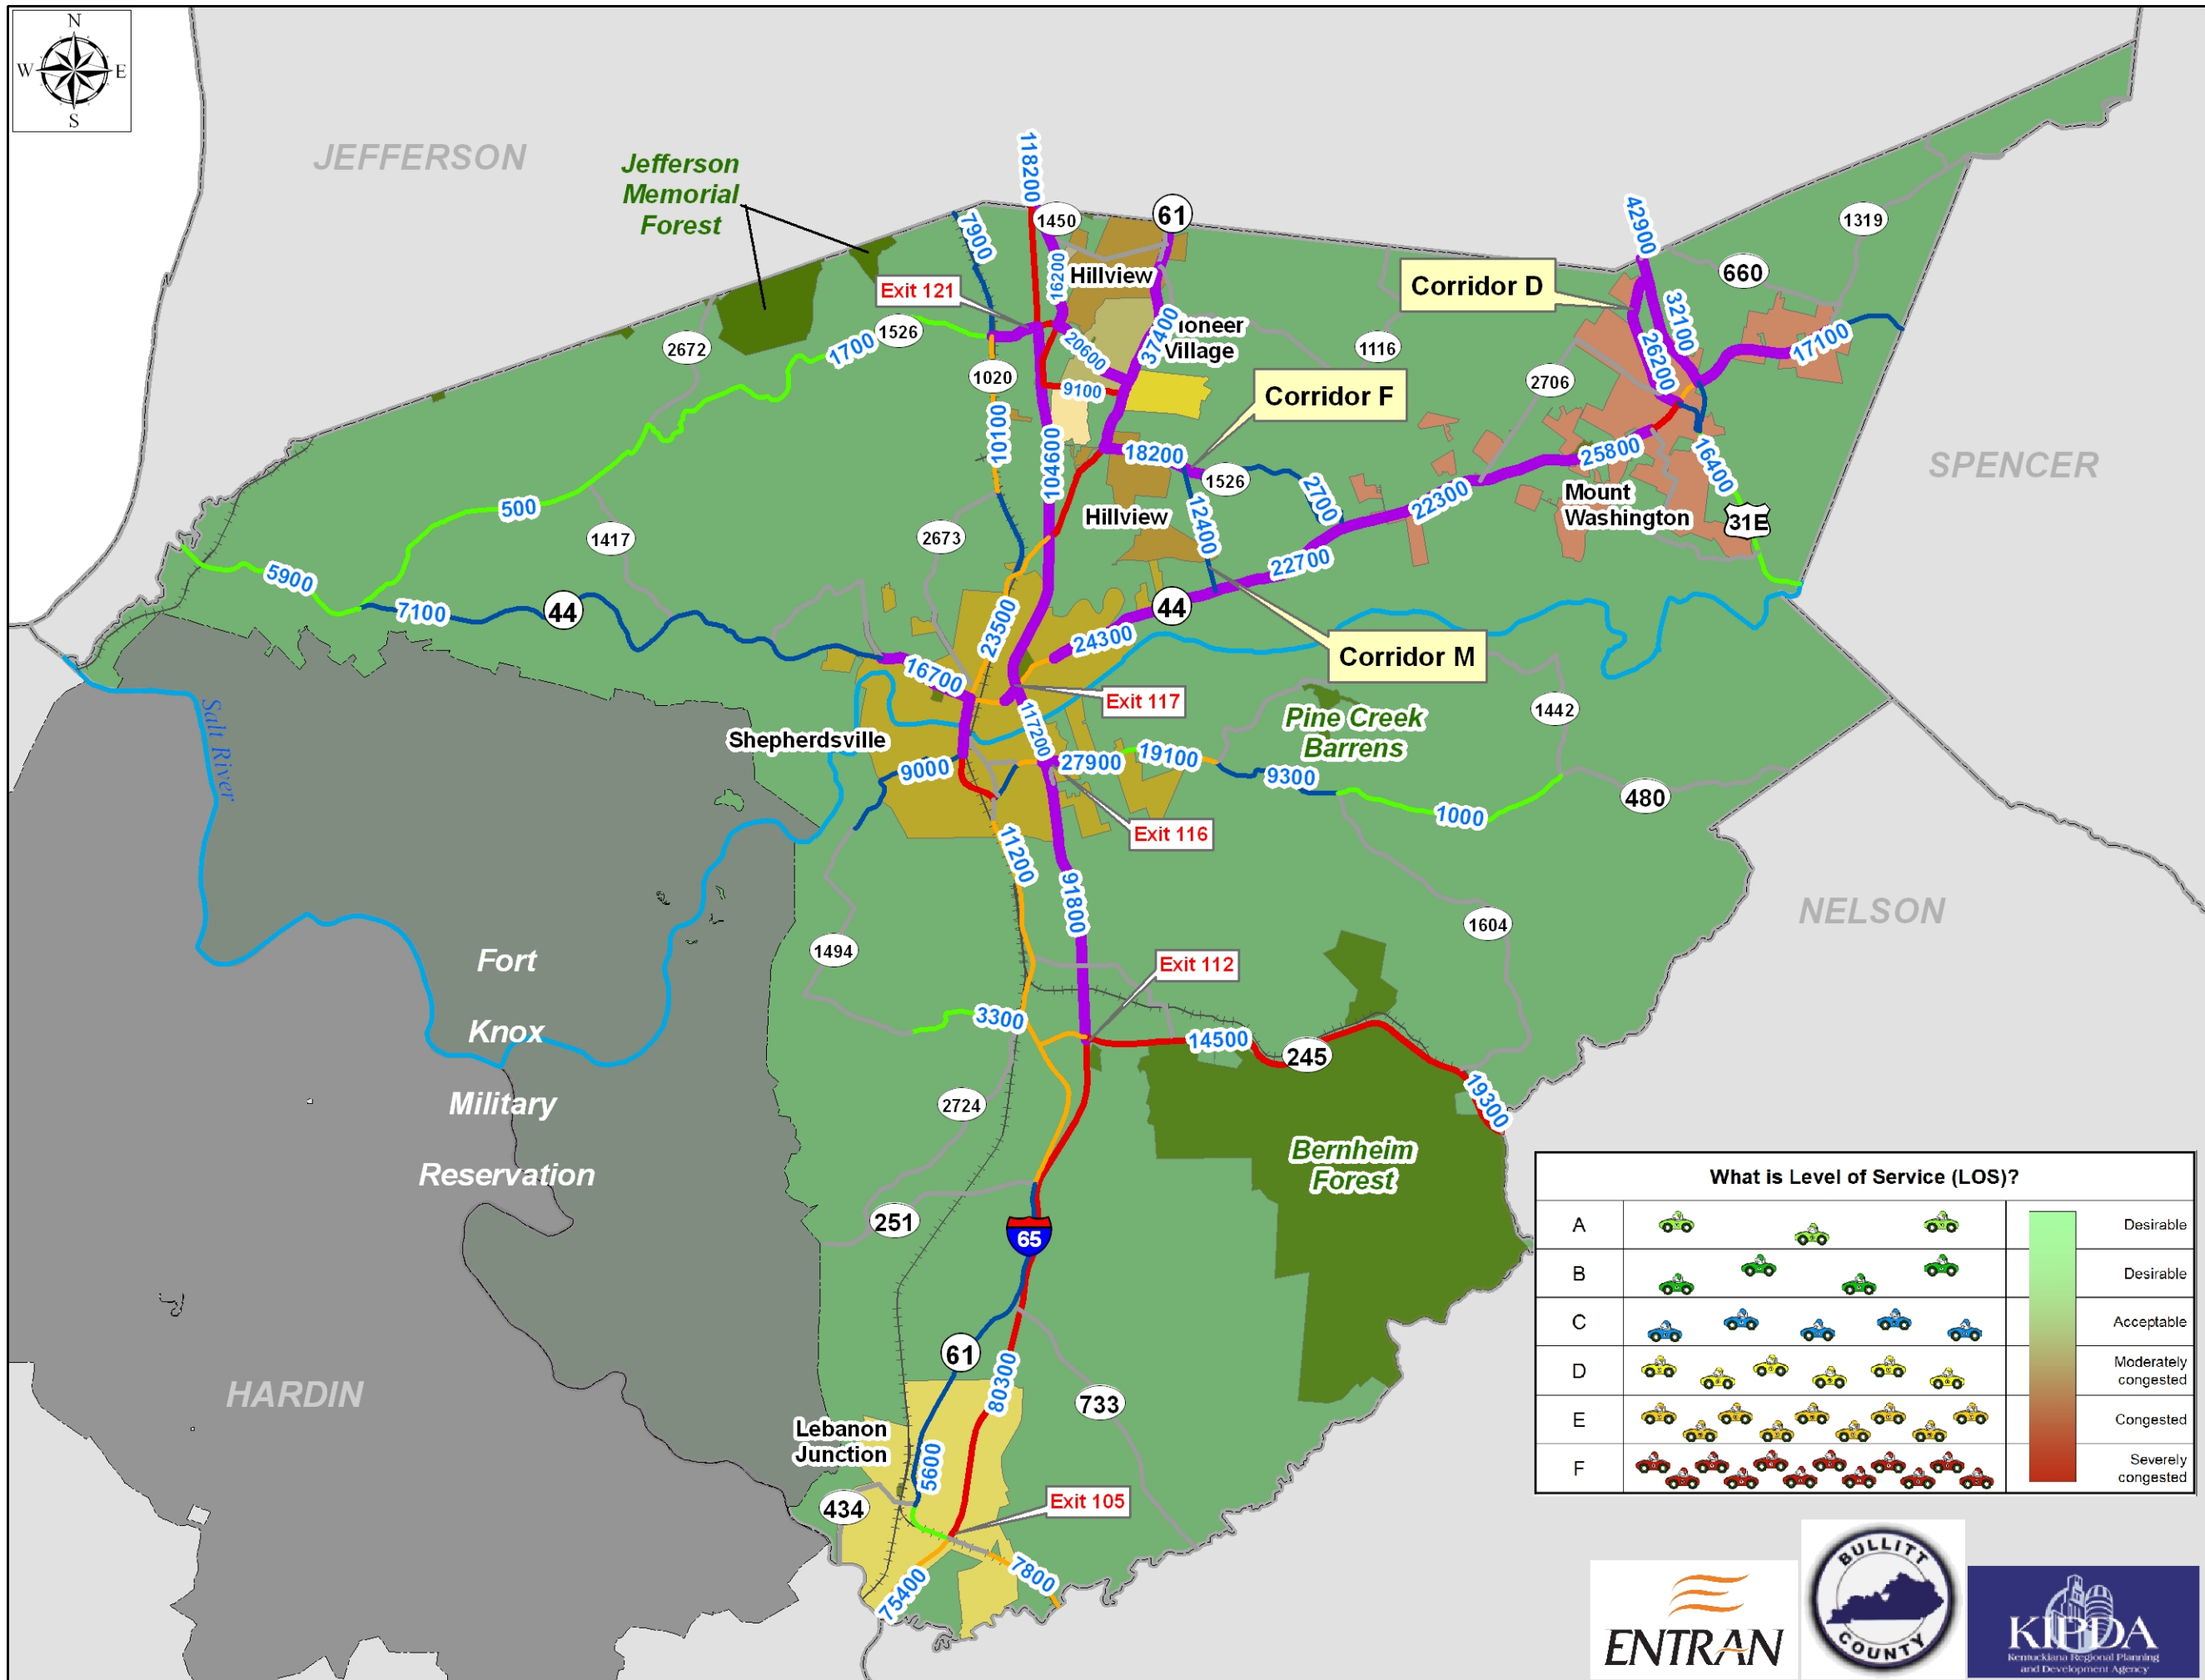 N
W
E
S
JEFFERSON
Jefferson
Memorial
Forest
118200
1450
61
7900
42900
1319
660
Hillview
16200
Exit 121
Corridor D
32100
1526
1700
2672
20600
37400
ioneer
Village
1116
26200
17100
1020
9100
Corridor F
2706
10100
104600
18200
1526
25800
16400
SPENCER
500
2700
22300
Mount
Washington
31E
1417
2673
Hillview
12400
22700
5900
7100
44
44
23500
24300
Corridor M
16700
Exit 117
Salt River
117200
Pine Creek
Barrens
1442
Shepherdsville
9000
27900
19100
9300
1000
480
Exit 116
11200
91800
NELSON
1604
1494
Exit 112
Fort
Knox
Military
Reservation
3300
14500
245
19300
2724
Bernheim
Forest
251
65
61
80300
733
HARDIN
Lebanon
Junction
5600
434
Exit 105
75400
7800
What is Level of Service (LOS)?
A Desirable
B Desirable
C Acceptable
D Moderately
congested
E Congested
F Severely
congested
ENTRAN
BULLITT
COUNTY
KIPDA
Kentuckiana Regional Planning
and Development Agency